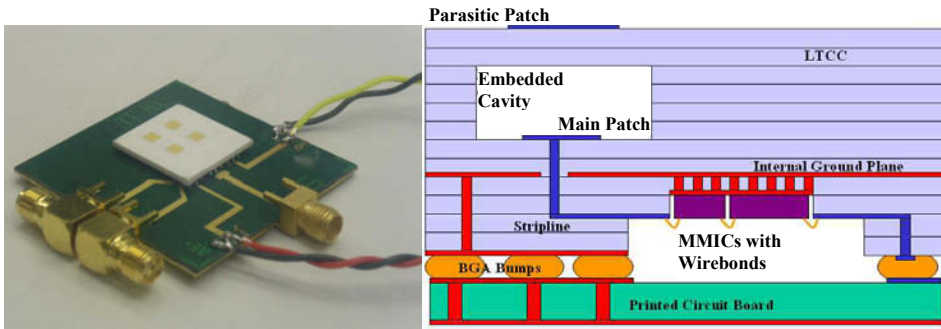 Parasitic Patch
LTCC
Embedded
Cavity
Main Patch
Internal Ground Plane
Stripline
MMICs with
Wirebonds
BGA Bumps
Printed Circuit Board